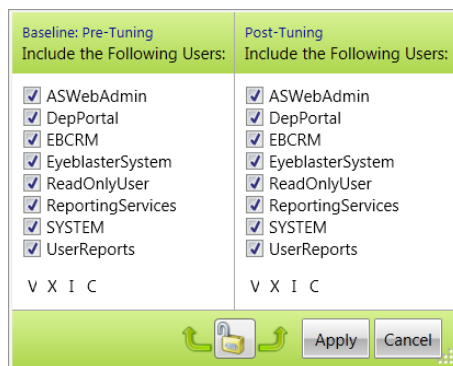 Baseline: Pre-Tuning
Include the Following Users:
ASWebAdmin
DepPortal
EBCRM
EyeblasterSystem
ReadOnlyUser
ReportingServices
SYSTEM
UserReports
V X I C
Post-Tuning
Include the Following Users:
ASWebAdmin
DepPortal
EBCRM
EyeblasterSystem
ReadOnlyUser
ReportingServices
SYSTEM
UserReports
V X I C
Apply
Cancel